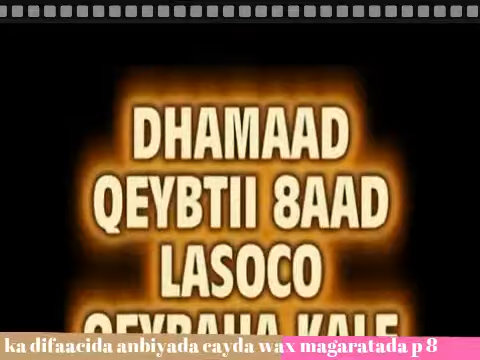 DHAMAAD
QEYBTII 8AAD
LASOCO
QEYBAHA KALE
ka difaacida anbiyada cayda wax magaratada p 8